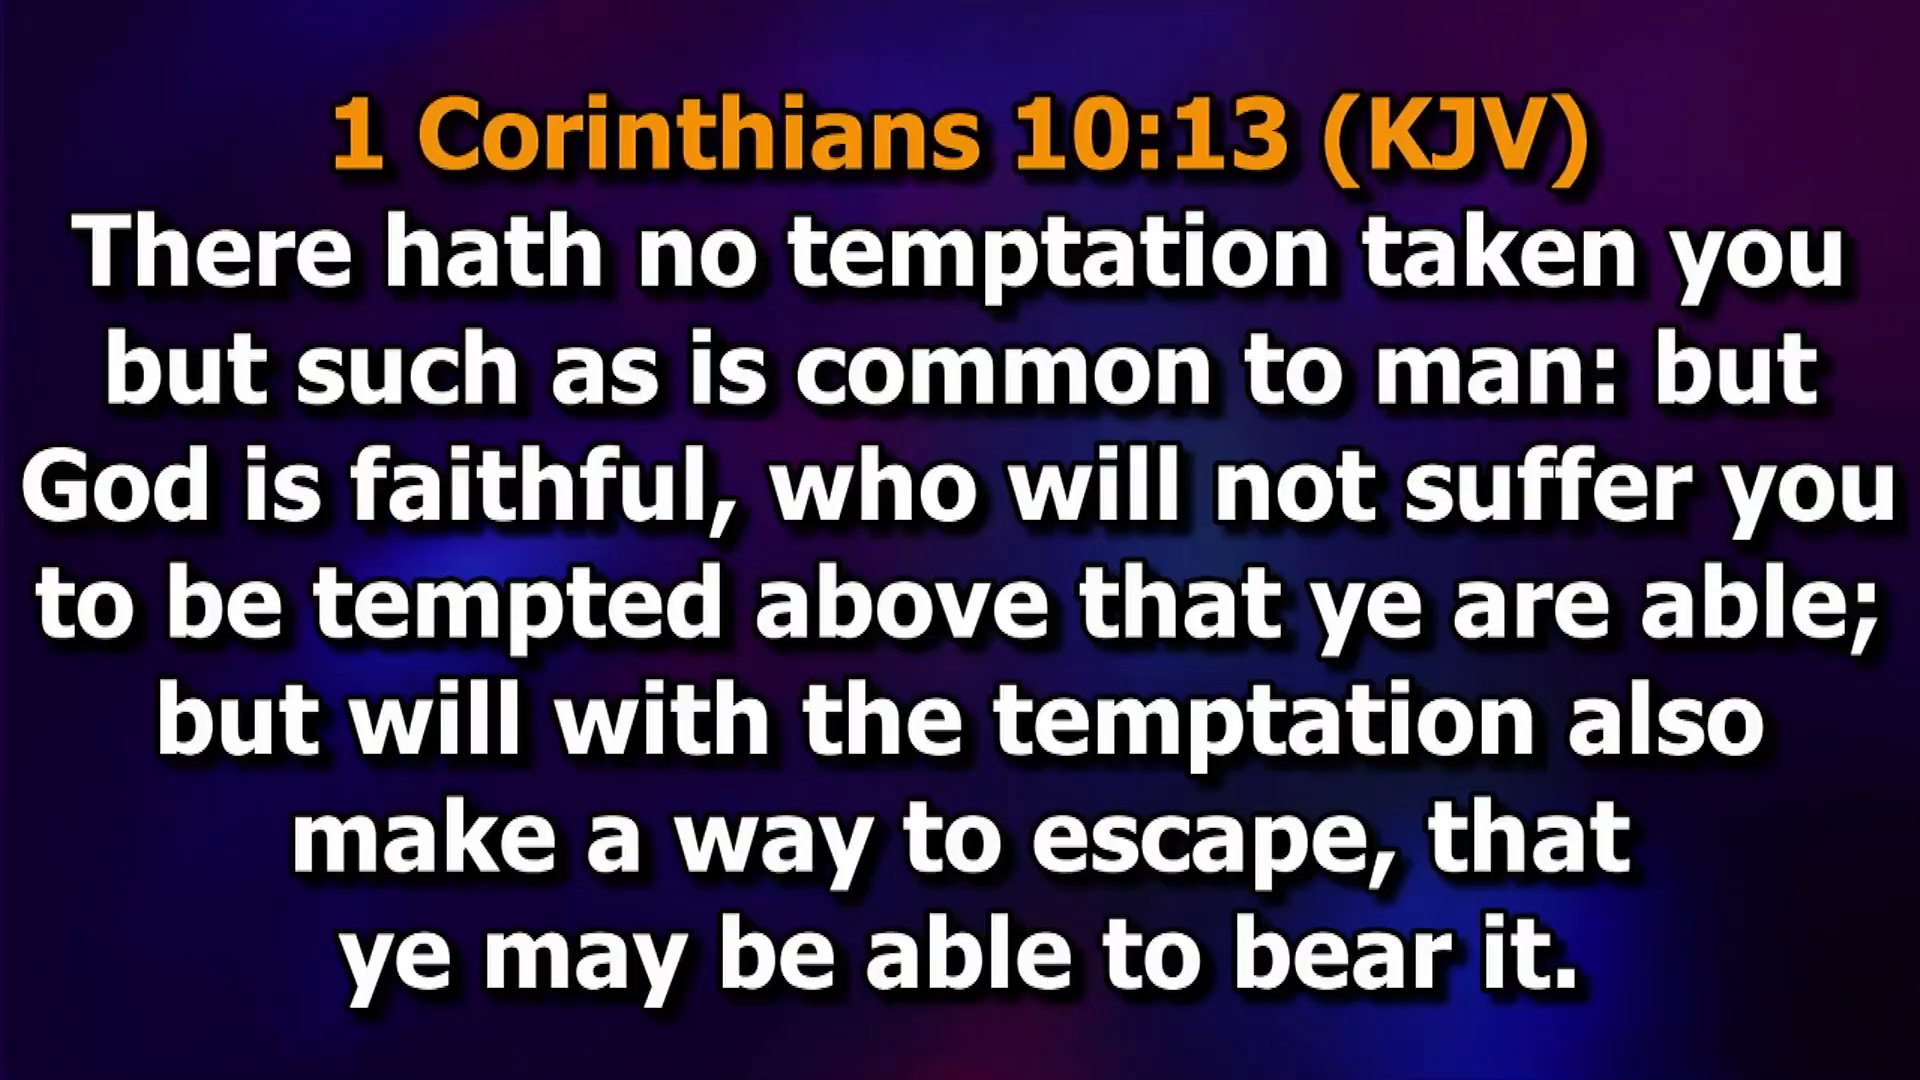 1 Corinthians 10:13 (KJV)
There hath no temptation taken you
but such as is common to man: but
God is faithful, who will not suffer you
to be tempted above that ye are able;
but will with the temptation also
make a way to escape, that
ye may be able to bear it.